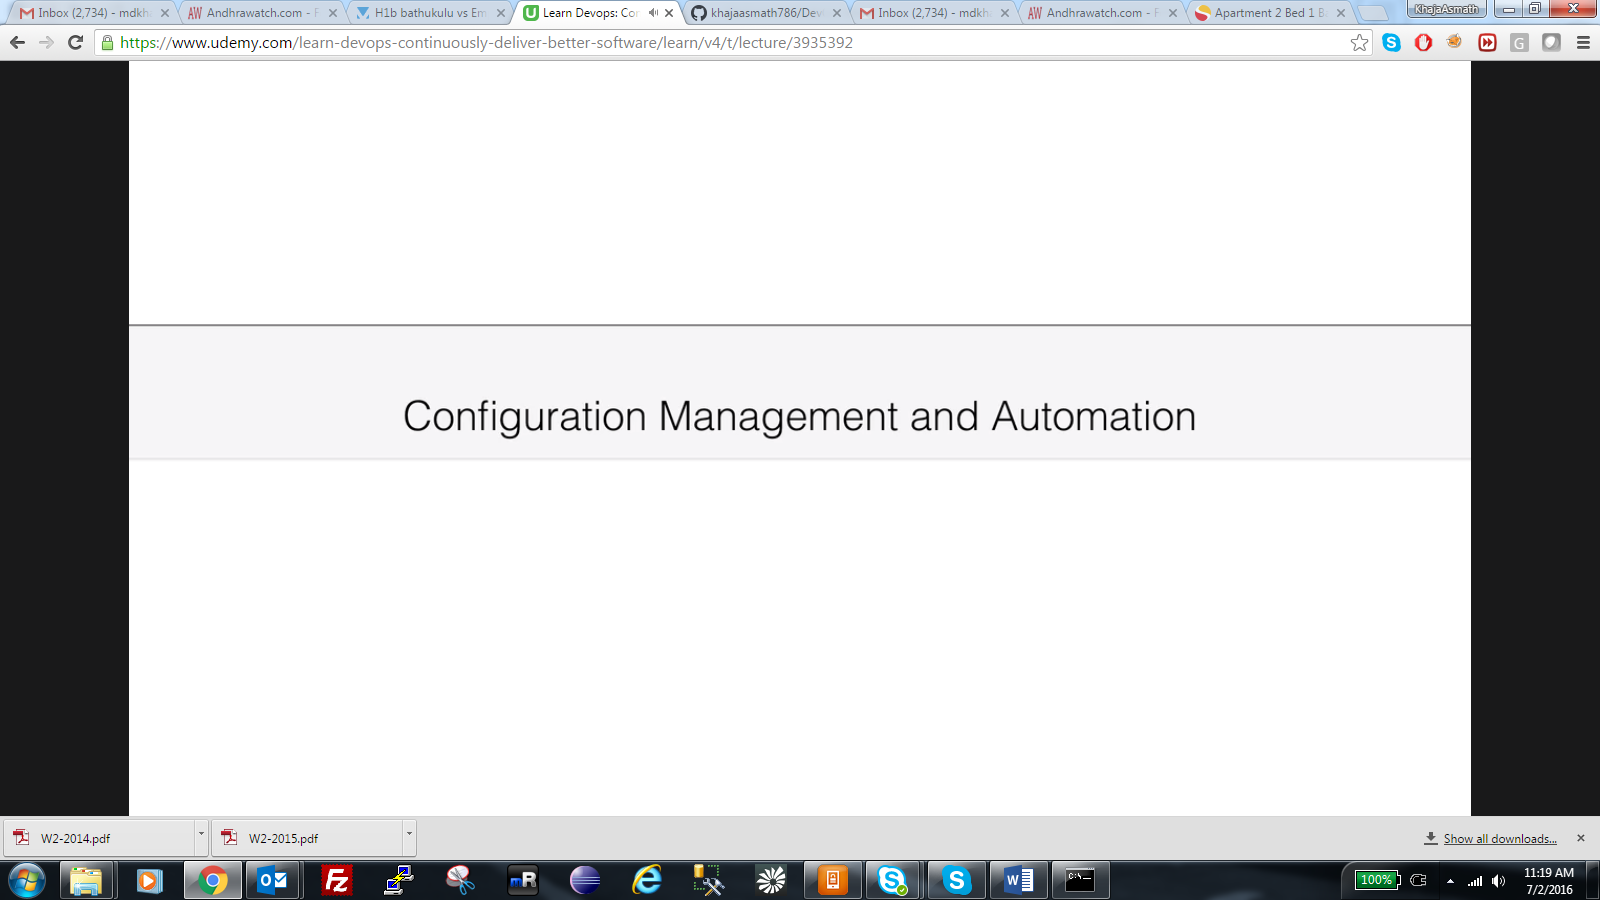 Inbox (2,734) - mdkh
Andhrawatch.com - 
H1b bathukulu vs Em
Learn Devops: Con
khajaasmath786/Dev
Inbox (2,734) - mdkh
Andhrawatch.com - 
Apartment 2 Bed 1 B
KhajaAsmath
https://www.udemy.com/learn-devops-continuously-deliver-better-software/learn/v4/t/lecture/3935392
Configuration Management and Automation
W2-2014.pdf
W2-2015.pdf
Show all downloads...
100%
11:19 AM
7/2/2016